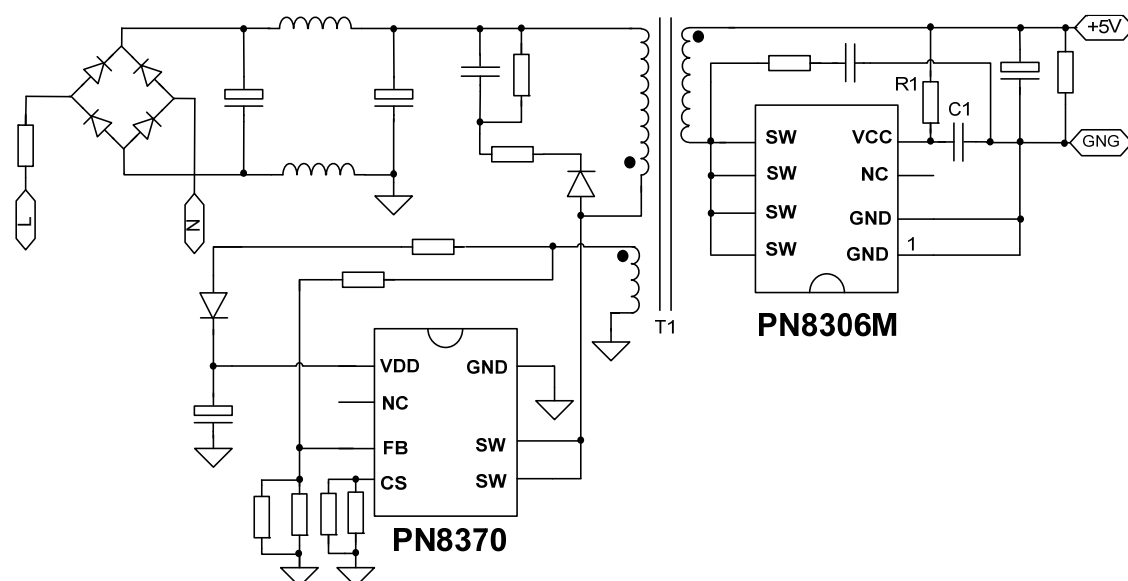 +5V
R1
C1
SW
VCC
GNG
SW
NC
SW
GND
SW
GND
1
L
N
T1
PN8306M
VDD
GND
NC
FB
SW
CS
SW
PN8370